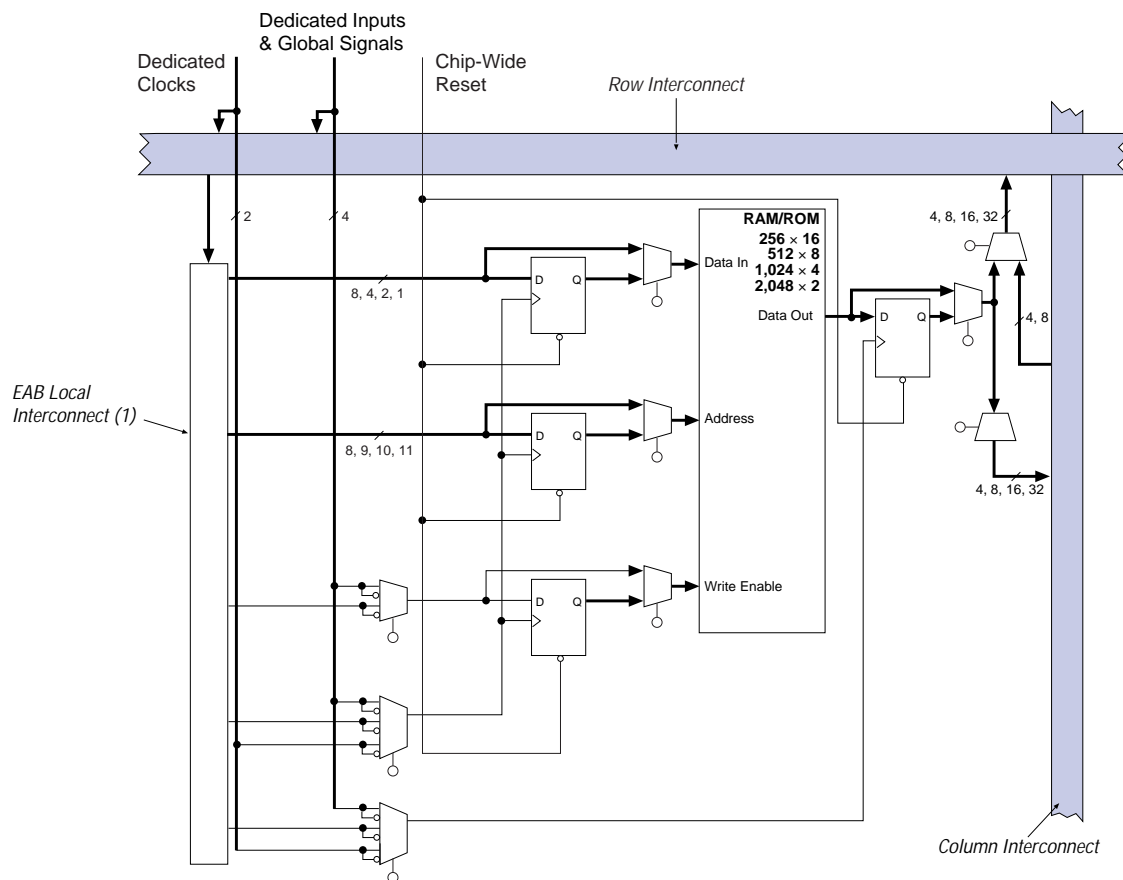 Dedicated Inputs
& Global Signals
Dedicated
Clocks
Chip-Wide
Reset
Row Interconnect
2
4
4, 8, 16, 32
RAM/ROM
256 × 16
512 × 8
1,024 × 4
2,048 × 2
Data In
D
Q
8, 4, 2, 1
Data Out
D
Q
4, 8
EAB Local
Interconnect (1)
Address
D
Q
8, 9, 10, 11
4, 8, 16, 32
Write Enable
D
Q
Column Interconnect